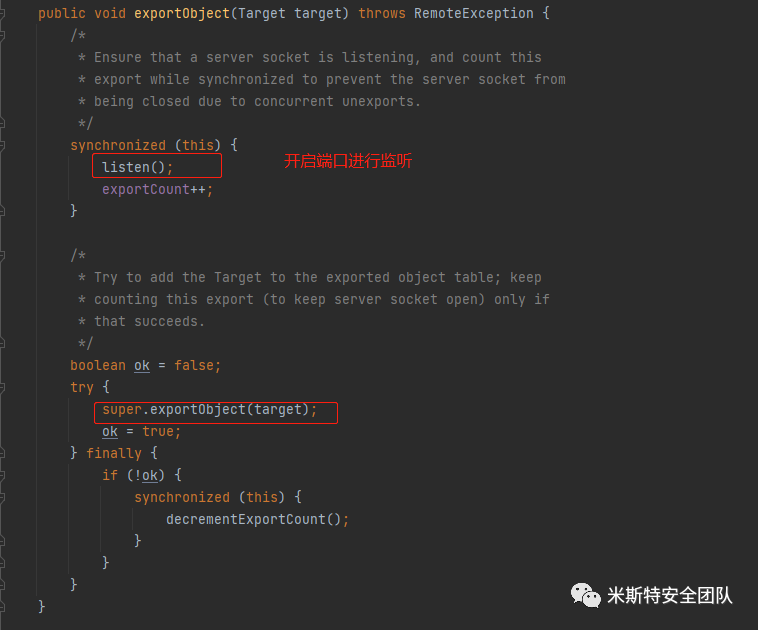 public void exportObject(Target target) throws RemoteException {
/*
* Ensure that a server socket is listening, and count this
* export while synchronized to prevent the server socket from
* being closed due to concurrent unexports.
*/
synchronized (this) {
listen(); 开启端口进行监听
exportCount++;
}
/*
* Try to add the Target to the exported object table; keep
* counting this export (to keep server socket open) only if
* that succeeds.
*/
boolean ok = false;
try {
super.exportObject(target);
ok = true;
} finally {
if (!ok) {
synchronized (this) {
decrementExportCount();
}
}
}
}
米斯特安全团队